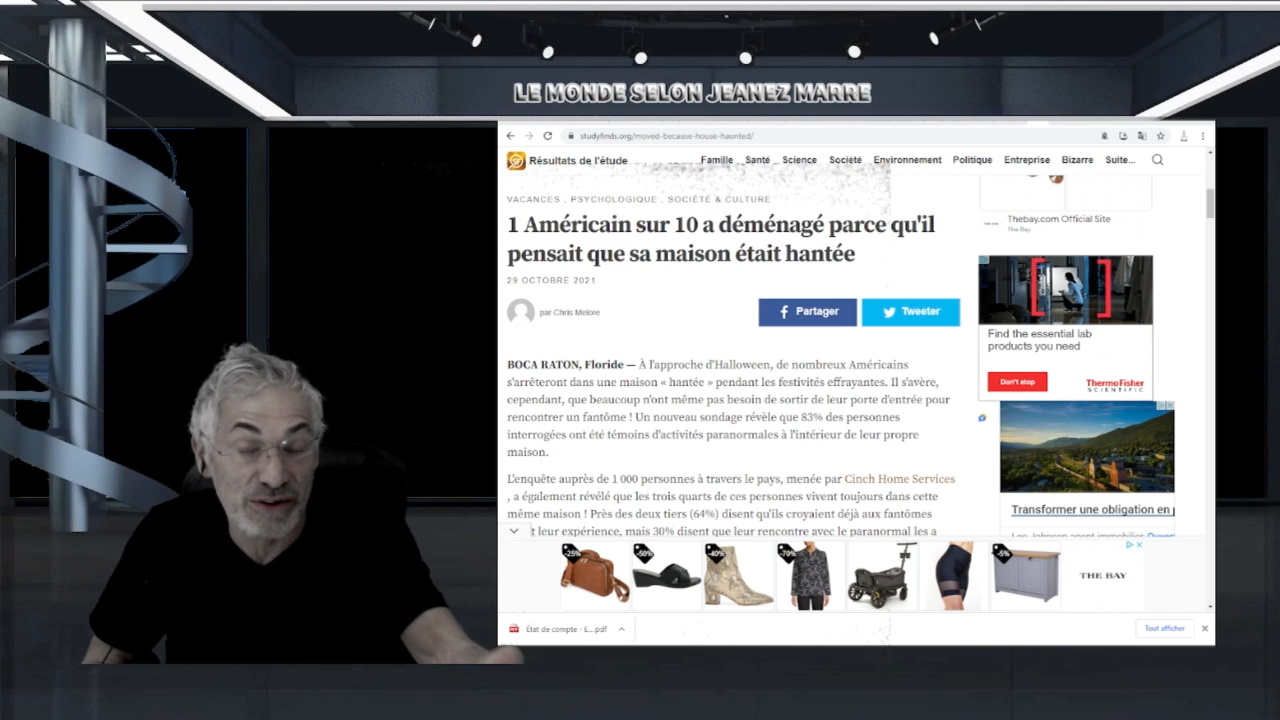 LE MONDE SELON JEANEZ MARRE
studyfinds.org/moved-because-house-haunted/
Résultats de l'étude
Famille Santé Science Société Environnement Politique Entreprise Bizarre Suite...
VACANCES , PSYCHOLOGIQUE , SOCIÉTÉ & CULTURE
1 Américain sur 10 a déménagé parce qu'il
pensait que sa maison était hantée
29 OCTOBRE 2021
par Chris Melore
Partager
Tweeter
BOCA RATON, Floride — À l'approche d'Halloween, de nombreux Américains
s'arrêteront dans une maison « hantée » pendant les festivités effrayantes. Il s'avère,
cependant, que beaucoup n'ont même pas besoin de sortir de leur porte d'entrée pour
rencontrer un fantôme ! Un nouveau sondage révèle que 83% des personnes
interrogées ont été témoins d'activités paranormales à l'intérieur de leur propre
maison.
L'enquête auprès de 1 000 personnes à travers le pays, menée par Cinch Home Services
, a également révélé que les trois quarts de ces personnes vivent toujours dans cette
même maison ! Près des deux tiers (64%) disent qu'ils croyaient déjà aux fantômes
leur expérience, mais 30% disent que leur rencontre avec le paranormal les a
Thebay.com Official Site
The Bay
Find the essential lab
products you need
Don't stop
ThermoFisher
SCIENTIFIC
Transformer une obligation en
-25%
-50%
-40%
-70%
-5%
THE BAY
État de compte - E....pdf
Tout afficher